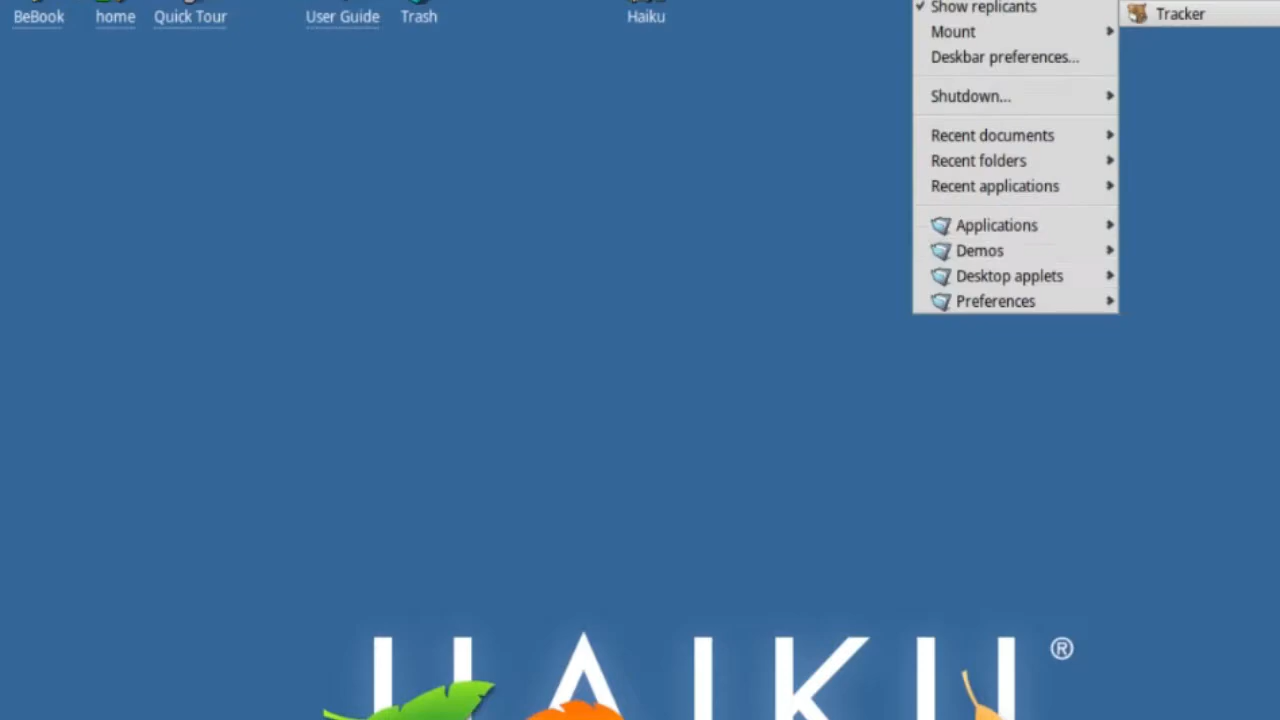 BeBook
home
Quick Tour
User Guide
Trash
Haiku
Show replicants
Tracker
Mount
Deskbar preferences...
Shutdown...
Recent documents
Recent folders
Recent applications
Applications
Demos
Desktop applets
Preferences
HAIKU®